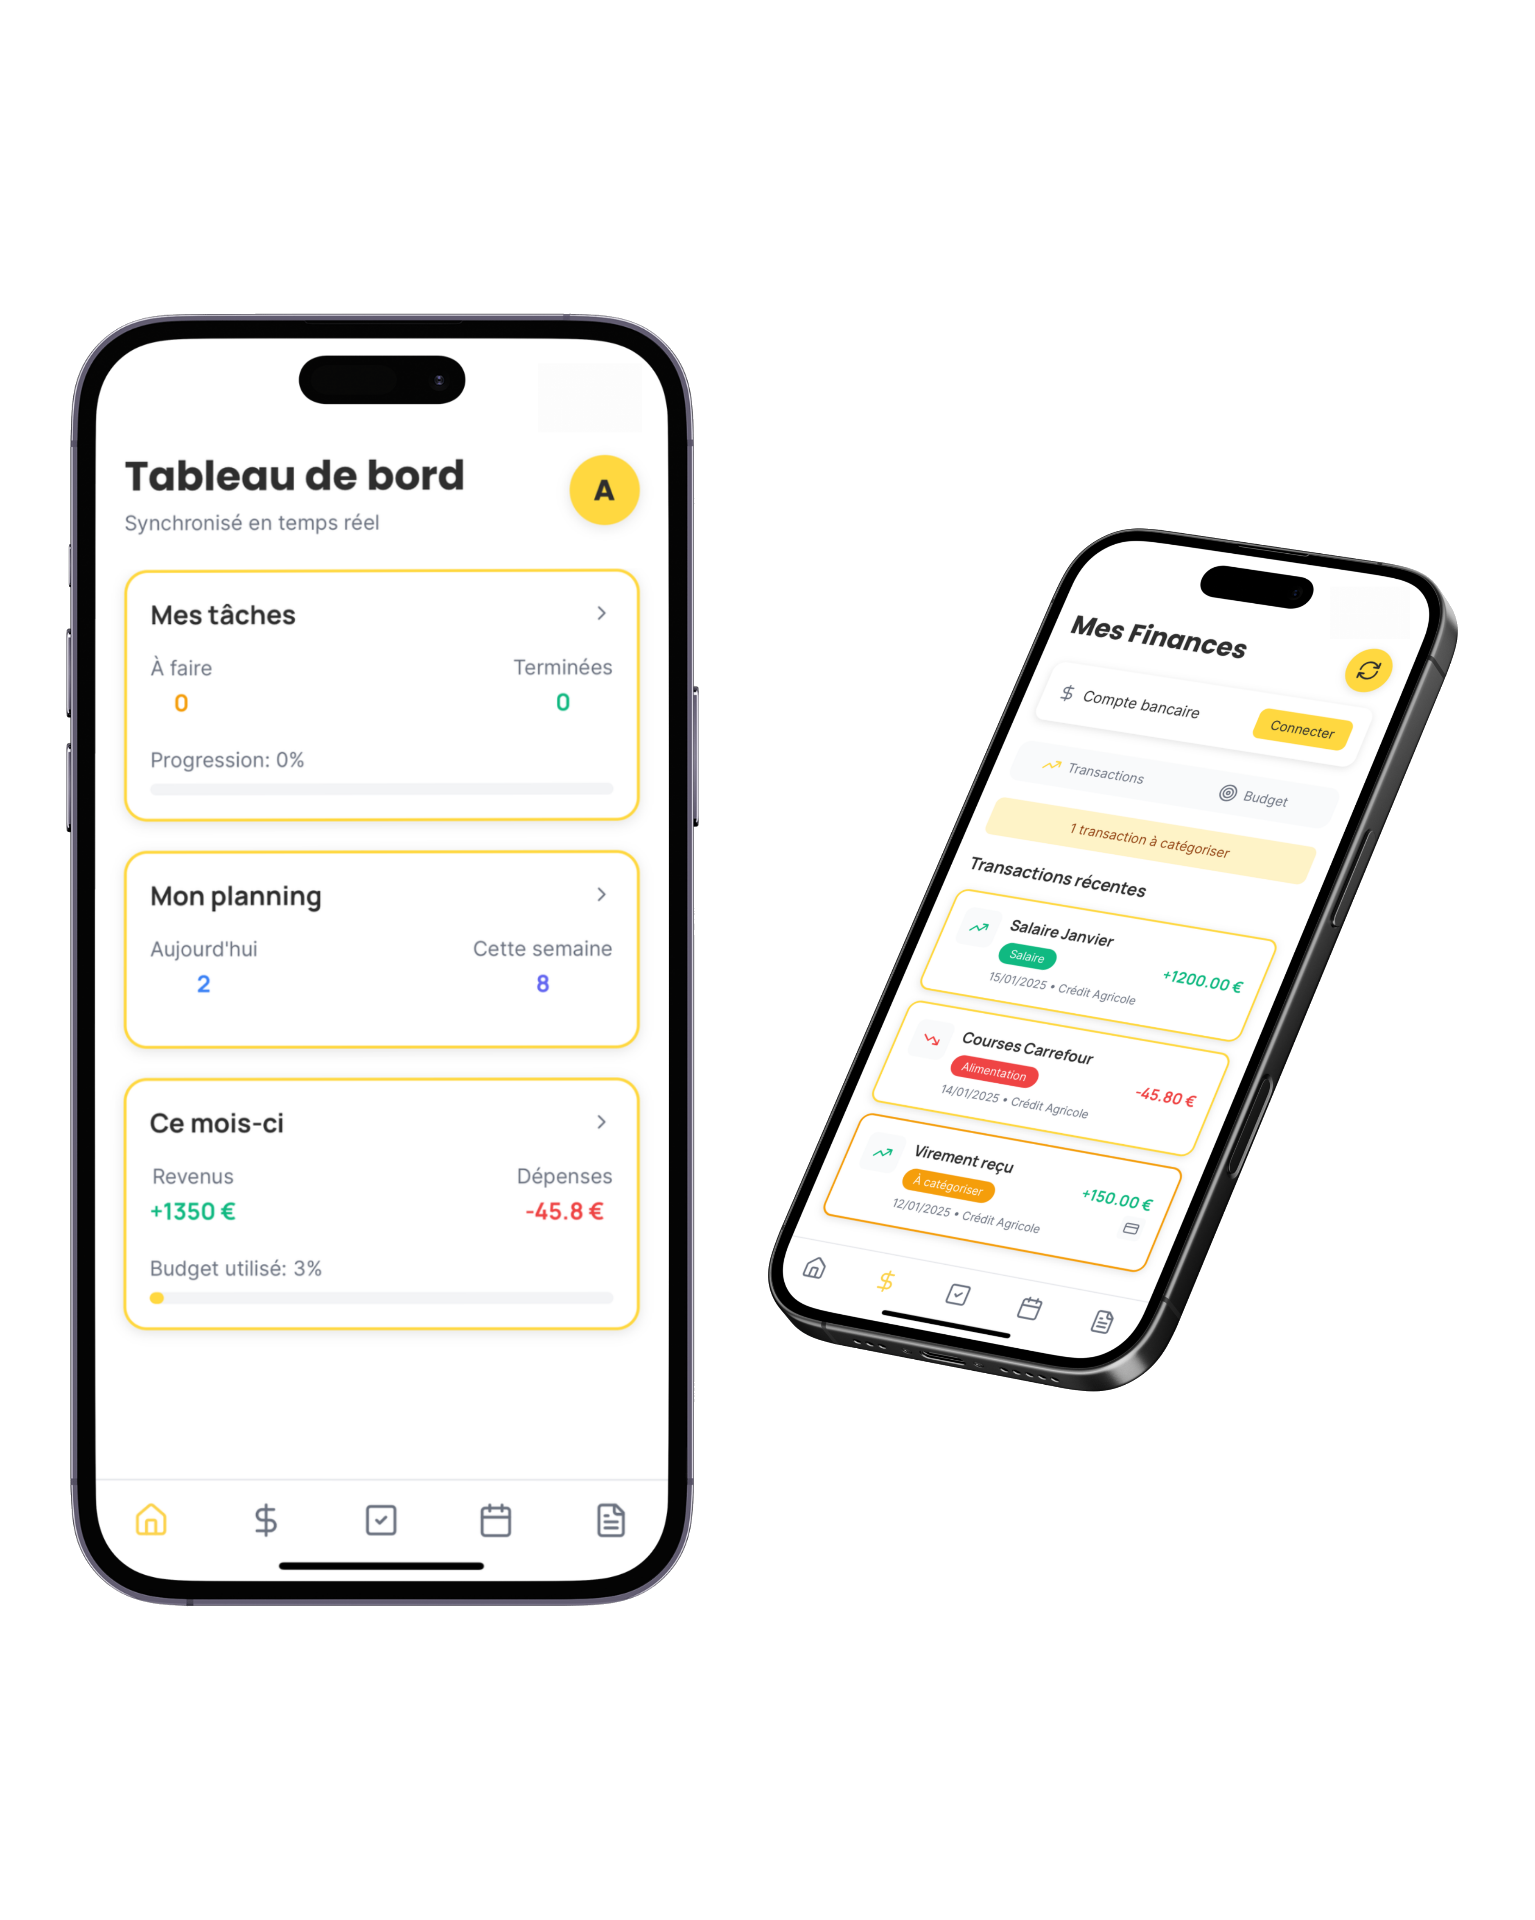 Tableau de bord
A
Synchronisé en temps réel
Mes tâches
À faire Terminées
0 0
Progression: 0%
Mon planning
Aujourd'hui Cette semaine
2 8
Ce mois-ci
Revenus Dépenses
+1350 € -45.8 €
Budget utilisé: 3%
Mes Finances
$ Compte bancaire Connecter
Transactions Budget
1 transaction à catégoriser
Transactions récentes
Salaire Janvier
Salaire
+1200.00 €
15/01/2025 • Crédit Agricole
Courses Carrefour
Alimentation
-45.80 €
14/01/2025 • Crédit Agricole
Virement reçu
À catégoriser
+150.00 €
12/01/2025 • Crédit Agricole